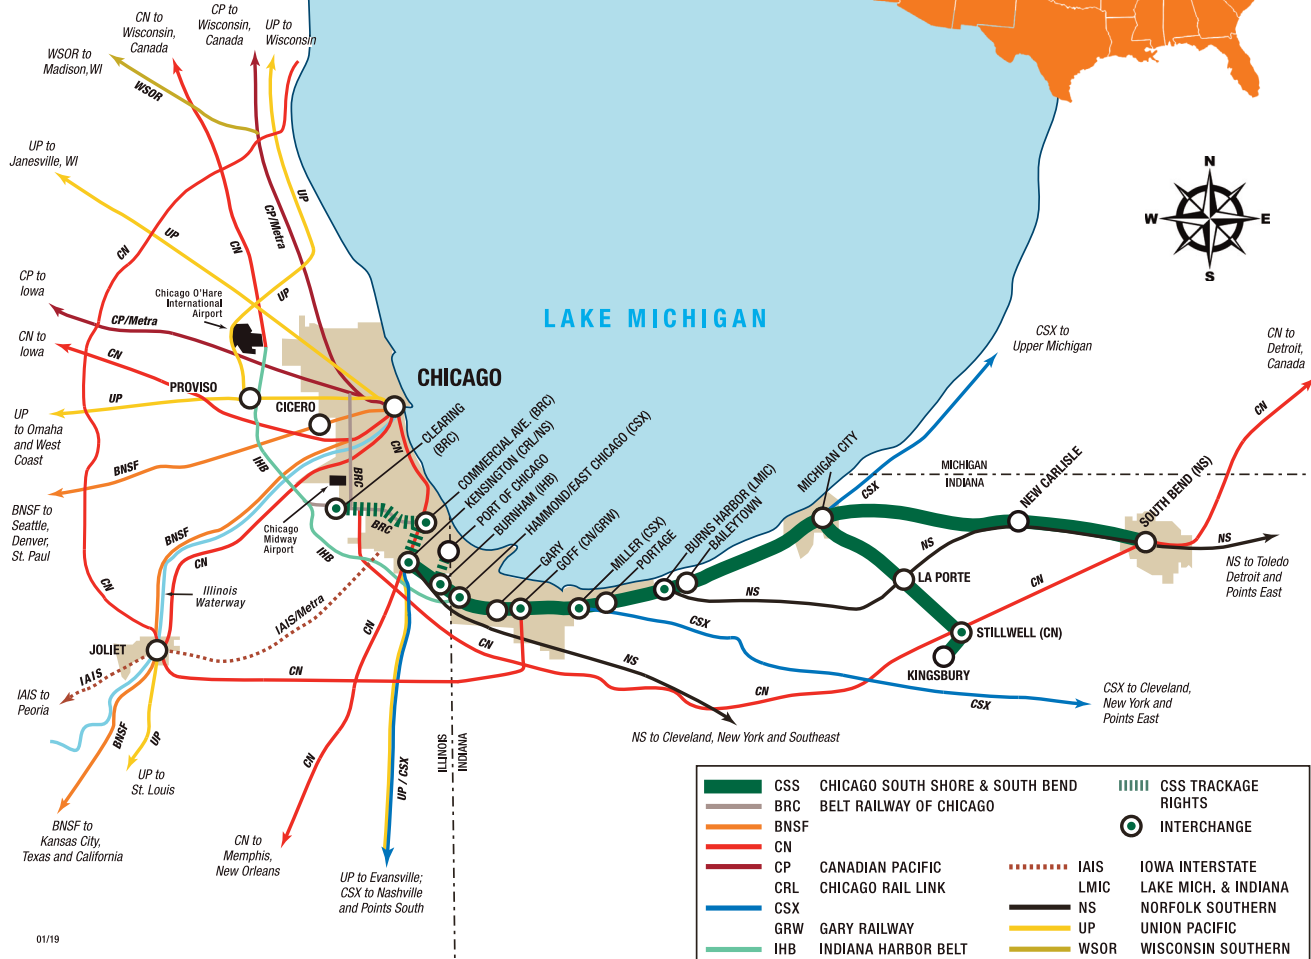 CN to
Wisconsin,
Canada
CP to
Wisconsin,
Canada
UP to
Wisconsin
WSOR to
Madison,WI
WSOR
UP to
Janesville, WI
UP
CN
CN
CP/Metra
UP
UP
CP to
Iowa
CP/Metra
Chicago O'Hare
International
Airport
CN to
Iowa
CN
PROVISO
UP
UP
to Omaha
and West
Coast
CICERO
CHICAGO
LAKE MICHIGAN
N
W
E
S
CSX to
Upper Michigan
CN to
Detroit,
Canada
CN
BNSF
BNSF to
Seattle,
Denver,
St. Paul
IHB
BRC
CN
CLEARING
(BRC)
COMMERCIAL AVE. (BRC)
KENSINGTON (CRL/NS)
PORT OF CHICAGO
BURNHAM (IHB)
HAMMOND/EAST CHICAGO (CSX)
GARY
GOFF (CN/GRW)
MILLER (CSX)
PORTAGE
BURNS HARBOR (LMIC)
BAILEYTOWN
MICHIGAN CITY
CSX
MICHIGAN
INDIANA
NEW CARLISLE
SOUTH BEND (NS)
NS
NS
NS to Toledo
Detroit and
Points East
BRC
Chicago
Midway
Airport
IHB
BNSF
CN
CN
Illinois
Waterway
IAIS/Metra
LA PORTE
NS
CN
STILLWELL (CN)
KINGSBURY
CSX
CN
CN
NS
CN
CSX
CSX to Cleveland,
New York and
Points East
NS to Cleveland, New York and Southeast
JOLIET
IAIS
IAIS to
Peoria
CN
BNSF
UP
UP to
St. Louis
BNSF to
Kansas City,
Texas and California
CN
CN to
Memphis,
New Orleans
UP / CSX
ILLINOIS
INDIANA
UP to Evansville;
CSX to Nashville
and Points South
01/19
CSS CHICAGO SOUTH SHORE & SOUTH BEND
BRC BELT RAILWAY OF CHICAGO
BNSF
CN
CP CANADIAN PACIFIC
CRL CHICAGO RAIL LINK
CSX
GRW GARY RAILWAY
IHB INDIANA HARBOR BELT
CSS TRACKAGE
RIGHTS
INTERCHANGE
IAIS IOWA INTERSTATE
LMIC LAKE MICH. & INDIANA
NS NORFOLK SOUTHERN
UP UNION PACIFIC
WSOR WISCONSIN SOUTHERN